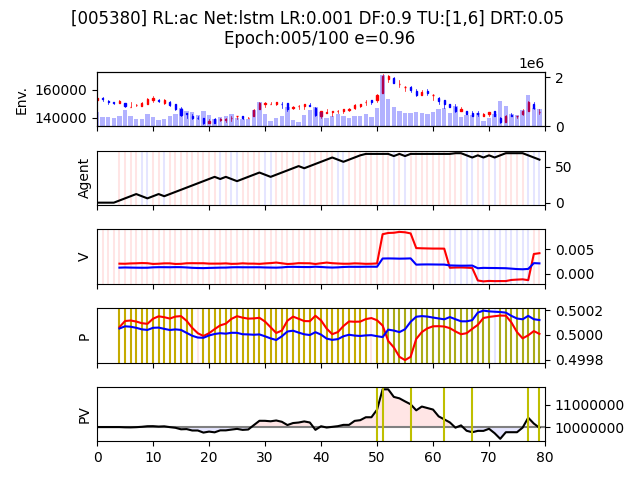 [005380] RL:ac Net:lstm LR:0.001 DF:0.9 TU:[1,6] DRT:0.05
Epoch:005/100 e=0.96
1e6
Env.
160000
140000
2
0
Agent
50
0
V
0.005
0.000
P
0.5002
0.5000
0.4998
PV
11000000
10000000
0 10 20 30 40 50 60 70 80